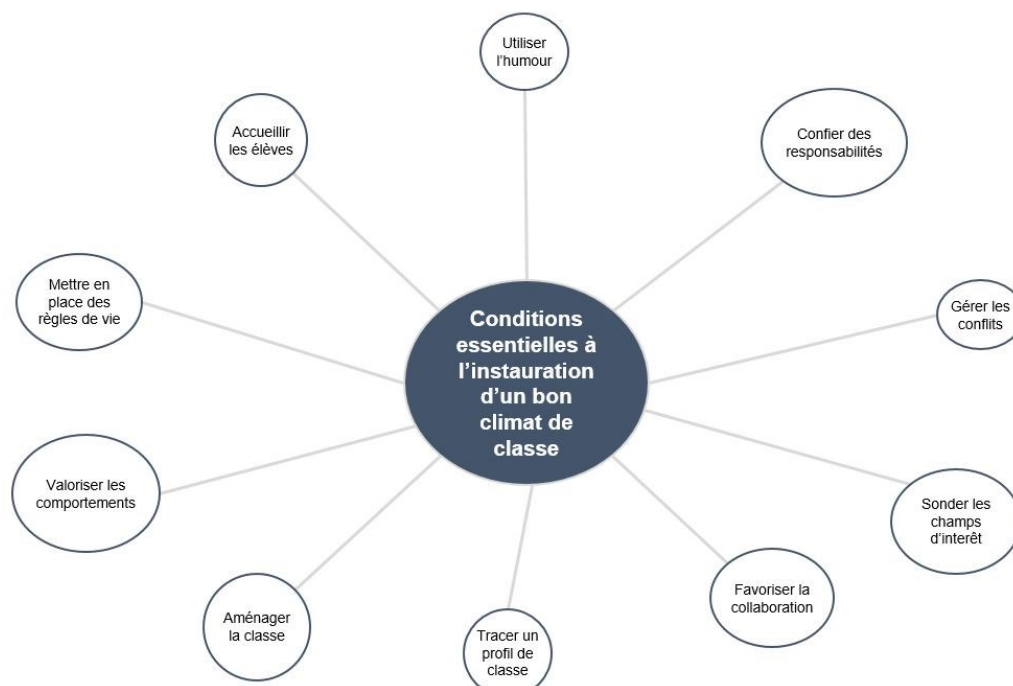 Utiliser
l’humour
Confier des
responsabilités
Gérer les
conflits
Sonder les
champs
d’interêt
Favoriser la
collaboration
Tracer un
profil de
classe
Aménager
la classe
Valoriser les
comportements
Mettre en
place des
règles de vie
Accueillir
les élèves
Conditions
essentielles à
l’instauration
d’un bon
climat de
classe